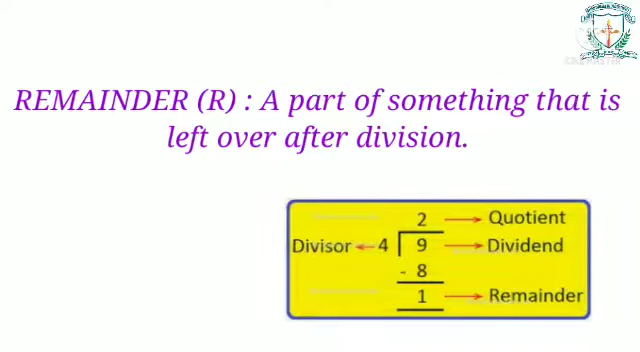 REMAINDER (R) : A part of something that is
left over after division.
2 → Quotient
Divisor ← 4 9 → Dividend
- 8
1 → Remainder